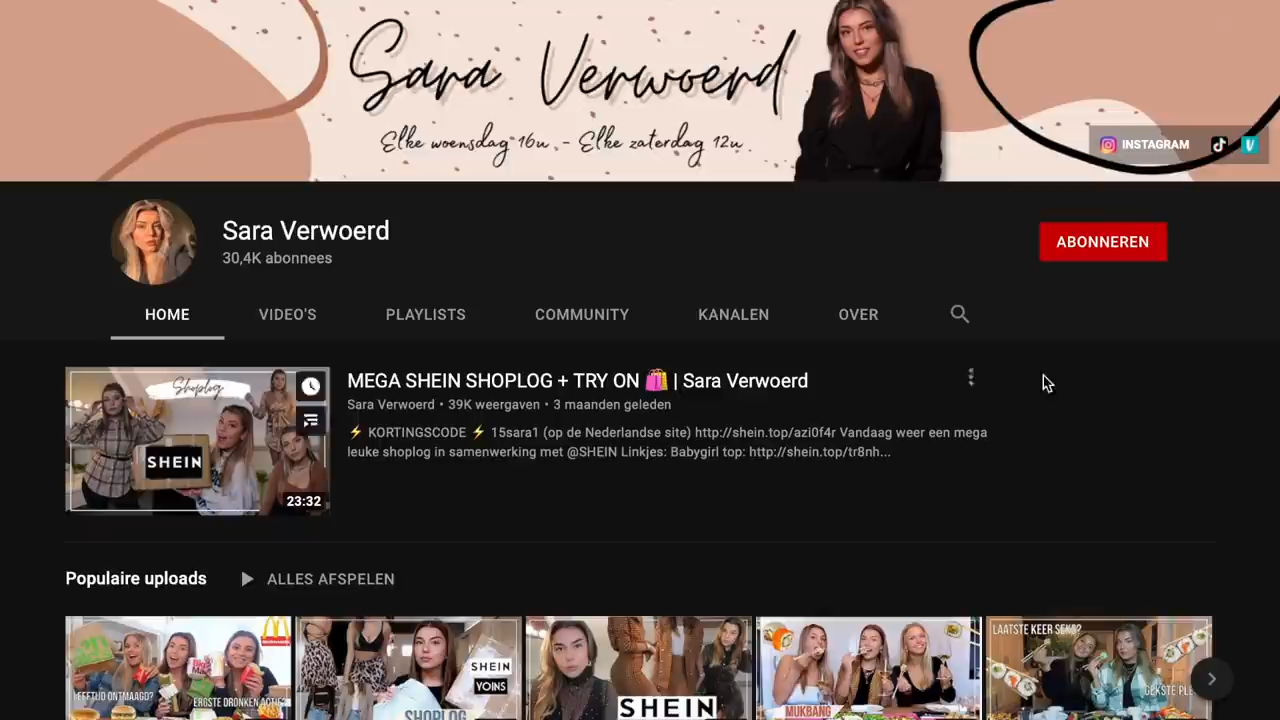 Sara Verwoerd
Elke woensdag 16u - Elke zaterdag 12u
INSTAGRAM
Sara Verwoerd
30,4K abonnees
ABONNEREN
HOME VIDEO'S PLAYLISTS COMMUNITY KANALEN OVER
Shoplog
SHEIN
23:32
MEGA SHEIN SHOPLOG + TRY ON 🛍️ | Sara Verwoerd
Sara Verwoerd • 39K weergaven • 3 maanden geleden
⚡ KORTINGSCODE ⚡ 15sara1 (op de Nederlandse site) http://shein.top/azi0f4r Vandaag weer een mega
leuke shoplog in samenwerking met @SHEIN Linkjes: Babygirl top: http://shein.top/tr8nh...
Populaire uploads ALLES AFSPELEN
McDonald's
LEEFTIJD ONTMAAGD?
ERGSTE DRONKEN ACTIE?
SHEIN
YOINS
SHOPLOG
SHEIN
MUKBANG
LAATSTE KEER SEKS?
GEKSTE